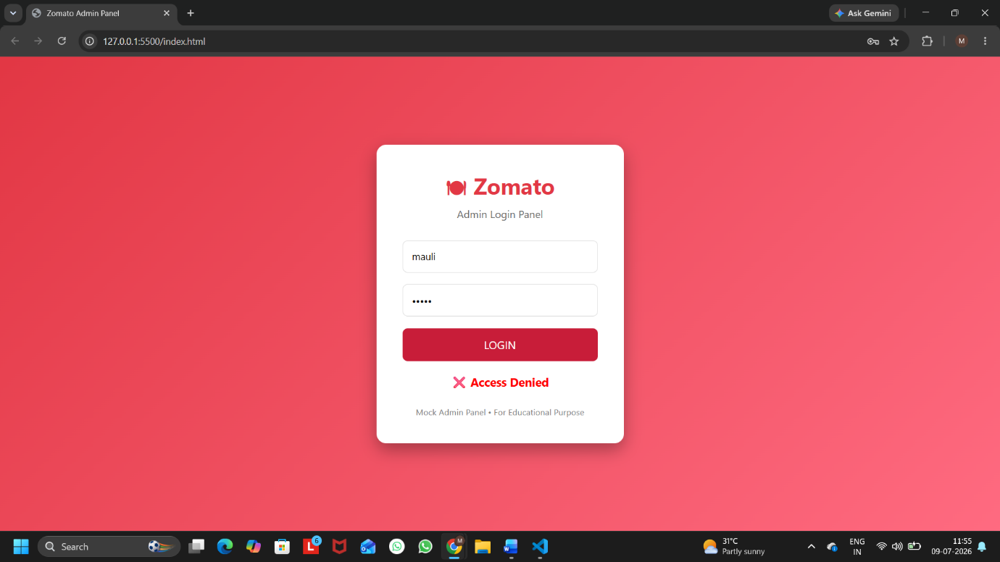 Zomato Admin Panel
Ask Gemini
127.0.0.1:5500/index.html
M
Zomato
Admin Login Panel
mauli
•••••
LOGIN
❌ Access Denied
Mock Admin Panel • For Educational Purpose
Search
L
6
M
31°C
Partly sunny
ENG
IN
11:55
09-07-2026